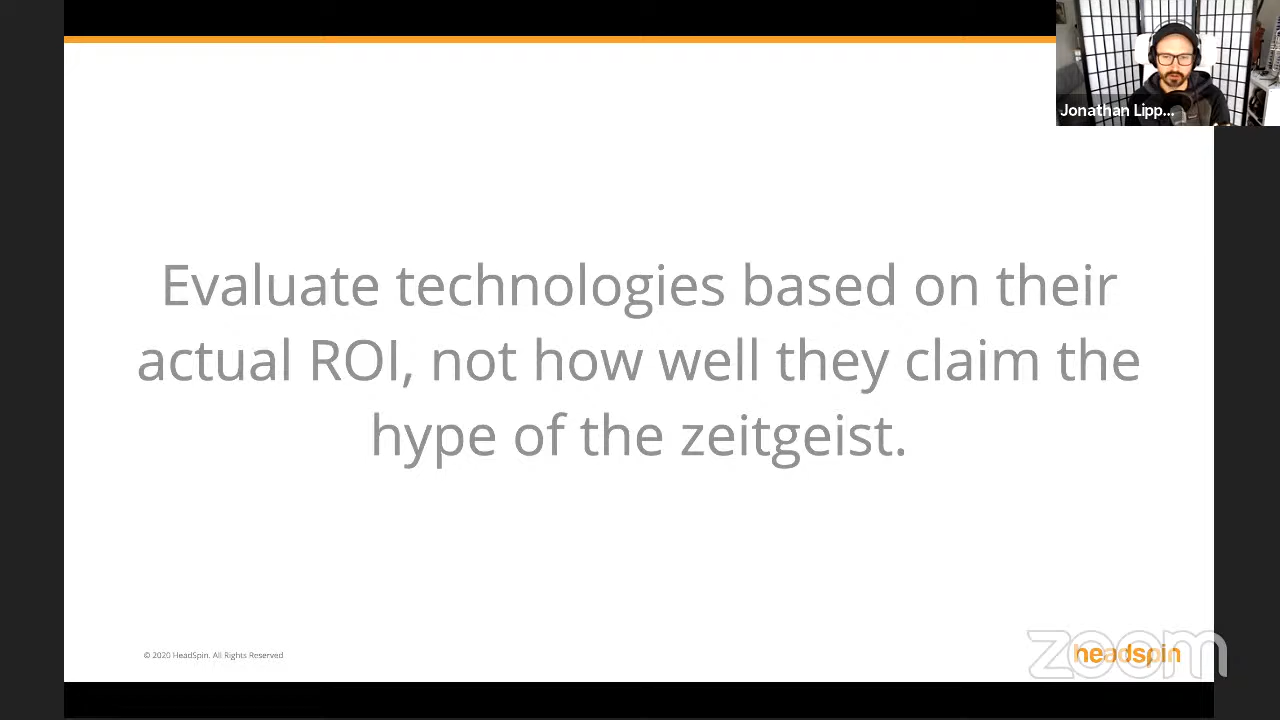 Jonathan Lipp...
Evaluate technologies based on their
actual ROI, not how well they claim the
hype of the zeitgeist.
© 2020 HeadSpin. All Rights Reserved
headspin
zoom